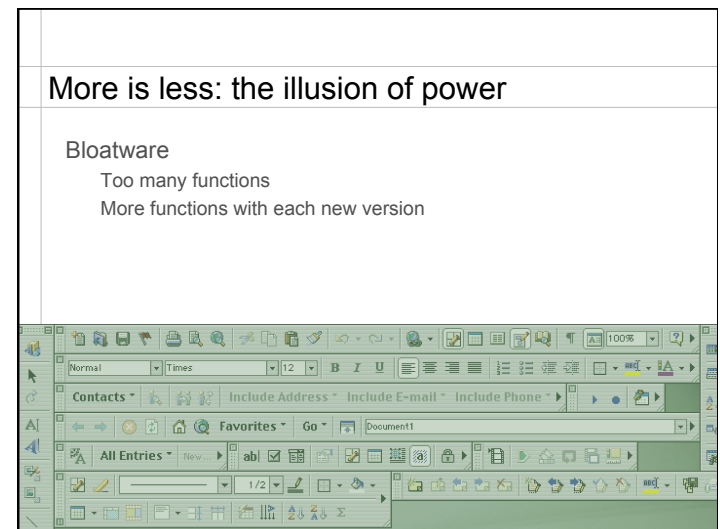 More is less: the illusion of power
Bloatware
Too many functions
More functions with each new version
100%
Normal Times 12 B I U A
Contacts Include Address Include E-mail Include Phone
Favorites Go Document1
All Entries New... ab|
1/2